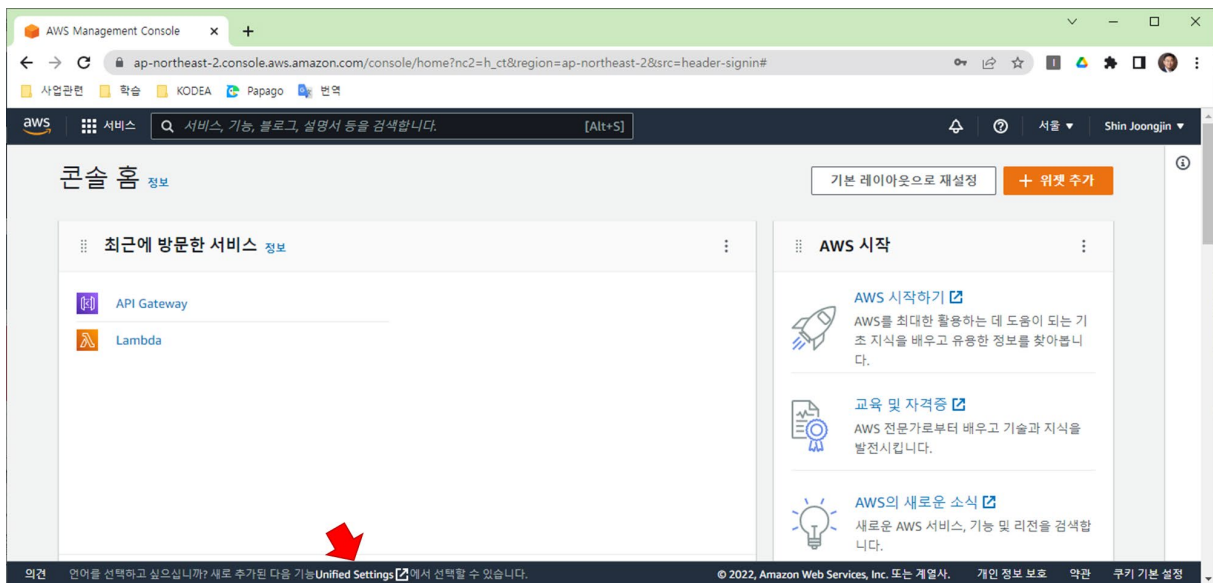 AWS Management Console
ap-northeast-2.console.aws.amazon.com/console/home?nc2=h_ct&region=ap-northeast-2&src=header-signin#
사업관련 학습 KODEA Papago 번역
aws 서비스 서비스, 기능, 블로그, 설명서 등을 검색합니다. [Alt+S] 서울 ▼ Shin Joongjin ▼
콘솔 홈 정보 기본 레이아웃으로 재설정 + 위젯 추가
최근에 방문한 서비스 정보
API Gateway
Lambda
AWS 시작
AWS 시작하기
AWS를 최대한 활용하는 데 도움이 되는 기
초 지식을 배우고 유용한 정보를 찾아봅니
다.
교육 및 자격증
AWS 전문가로부터 배우고 기술과 지식을
발전시킵니다.
AWS의 새로운 소식
새로운 AWS 서비스, 기능 및 리전을 검색합
니다.
의견 언어를 선택하고 싶으십니까? 새로 추가된 다음 기능Unified Settings에서 선택할 수 있습니다. © 2022, Amazon Web Services, Inc. 또는 계열사. 개인 정보 보호 약관 쿠키 기본 설정